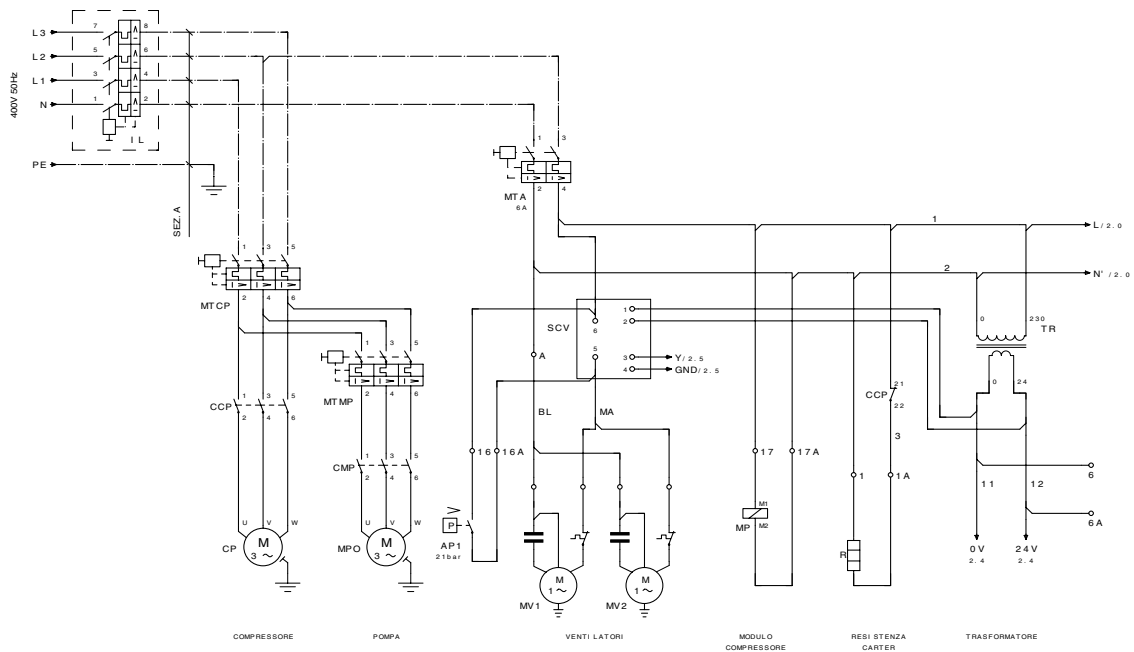 7 8
L3
5 6
L2
3 4
L1
1 2
N
400V 50Hz
IL
PE
SEZ. A
1 3
2 4
MTA
6A
1
L/2.0
2
N'/2.0
1 3 5
2 4 6
MTCP
1 3 5
2 4 6
MTMP
SCV
6
5
1
2
3
4
Y/2.5
GND/2.5
0 230
TR
0 24
A
BL
MA
CCP
1 3 5
2 4 6
CMP
1 3 5
2 4 6
CCP
21
22
3
16 16A
17 17A
1 1A
11 12
6
6A
U V W
CP
M
3 ~
U V W
MPO
M
3 ~
P
AP1
21bar
MP
M1
M2
R
0V
2.4
24V
2.4
M
1 ~
MV1
M
1 ~
MV2
COMPRESSORE
POMPA
VENTILATORI
MODULO
COMPRESSORE
RESISTENZA
CARTER
TRASFORMATORE